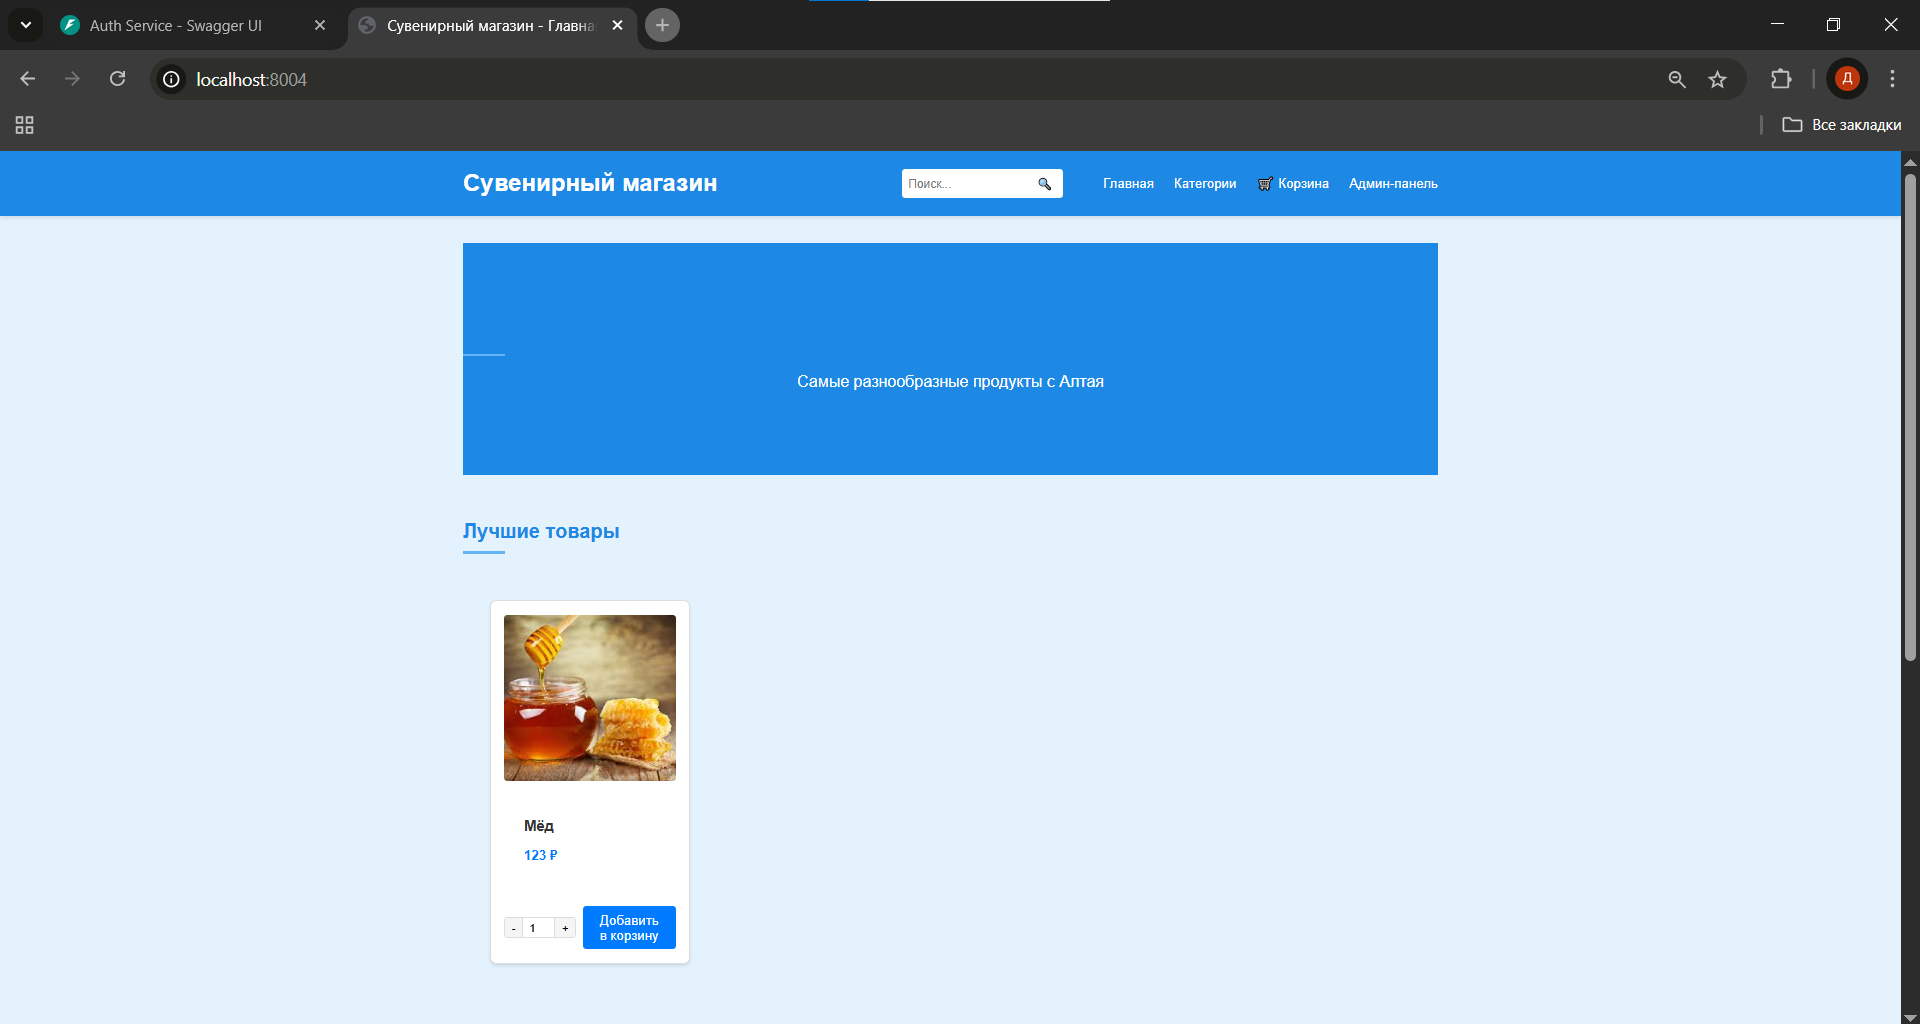 Auth Service - Swagger UI
Сувенирный магазин - Главна
localhost:8004
Д
Все закладки
Сувенирный магазин
Поиск...
Главная
Категории
Корзина
Админ-панель
Самые разнообразные продукты с Алтая
Лучшие товары
Мёд
123 ₽
- 1 +
Добавить
в корзину